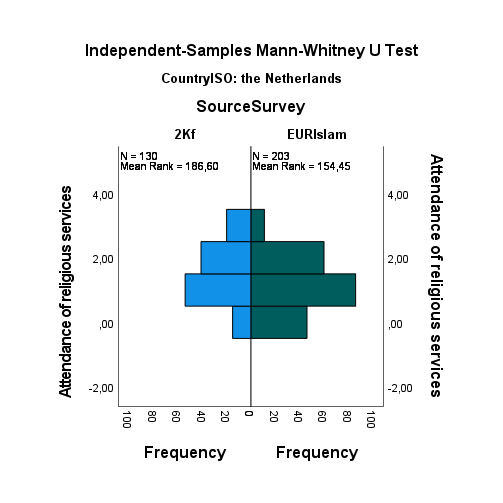 Independent-Samples Mann-Whitney U Test
CountryISO: the Netherlands
SourceSurvey
2Kf
EURIslam
N = 130
Mean Rank = 186,60
N = 203
Mean Rank = 154,45
Attendance of religious services
4,00
2,00
,00
-2,00
4,00
2,00
,00
-2,00
Attendance of religious services
100 80 60 40 20 0 0 20 40 60 80 100
Frequency
Frequency